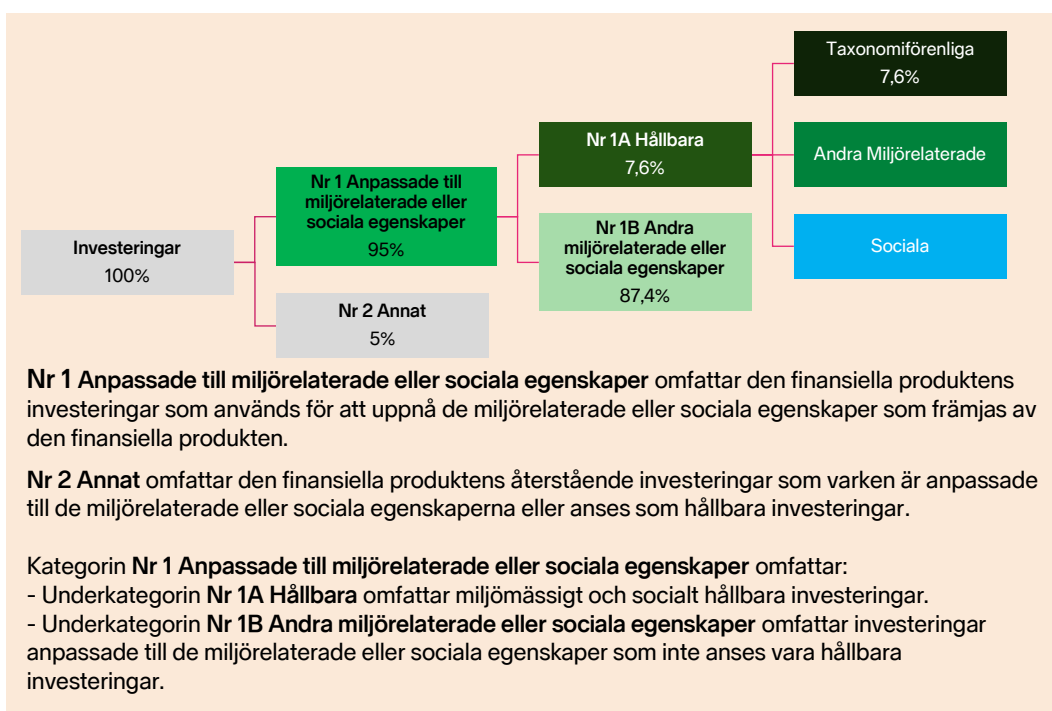 Taxonomiförenliga
7,6%
Nr 1A Hållbara
7,6%
Andra Miljörelaterade
Nr 1 Anpassade till
miljörelaterade eller
sociala egenskaper
95%
Nr 1B Andra
miljörelaterade eller
sociala egenskaper
87,4%
Sociala
Investeringar
100%
Nr 2 Annat
5%
Nr 1 Anpassade till miljörelaterade eller sociala egenskaper omfattar den finansiella produktens
investeringar som används för att uppnå de miljörelaterade eller sociala egenskaper som främjas av
den finansiella produkten.
Nr 2 Annat omfattar den finansiella produktens återstående investeringar som varken är anpassade
till de miljörelaterade eller sociala egenskaperna eller anses som hållbara investeringar.
Kategorin Nr 1 Anpassade till miljörelaterade eller sociala egenskaper omfattar:
- Underkategorin Nr 1A Hållbara omfattar miljömässigt och socialt hållbara investeringar.
- Underkategorin Nr 1B Andra miljörelaterade eller sociala egenskaper omfattar investeringar
anpassade till de miljörelaterade eller sociala egenskaper som inte anses vara hållbara
investeringar.